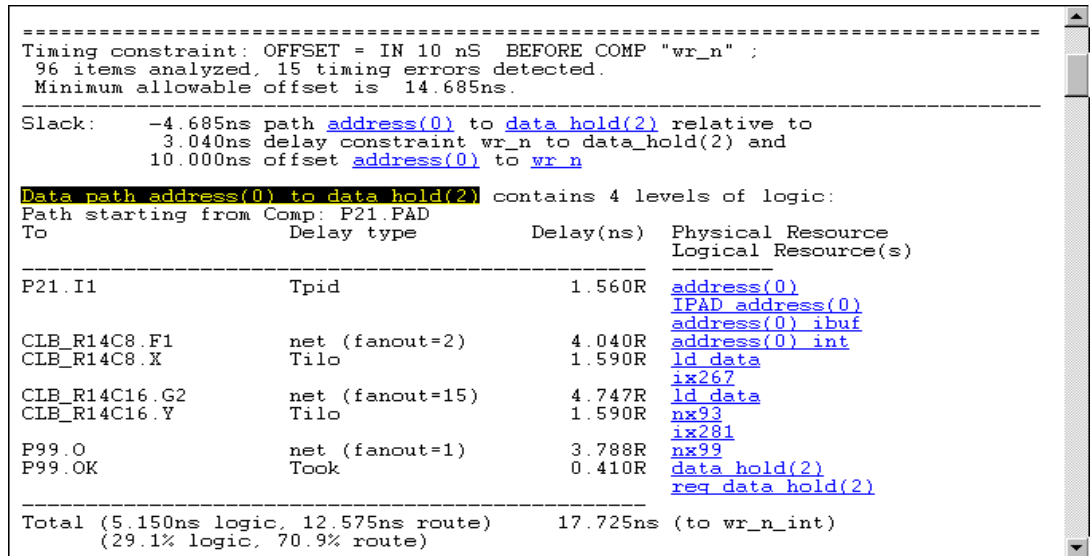 ================================================================================
Timing constraint: OFFSET = IN 10 nS  BEFORE COMP "wr_n" ;
 96 items analyzed, 15 timing errors detected.
 Minimum allowable offset is  14.685ns.
--------------------------------------------------------------------------------
Slack:    -4.685ns path address(0) to data_hold(2) relative to
           3.040ns delay constraint wr_n to data_hold(2) and
          10.000ns offset address(0) to wr_n

Data path address(0) to data_hold(2) contains 4 levels of logic:
Path starting from Comp: P21.PAD
To                   Delay type         Delay(ns)  Physical Resource
                                                   Logical Resource(s)
-------------------------------------------------  --------
P21.I1               Tpid                  1.560R  address(0)
                                                   IPAD_address(0)
                                                   address(0)_ibuf
CLB_R14C8.F1         net (fanout=2)        4.040R  address(0)_int
CLB_R14C8.X          Tilo                  1.590R  ld_data
                                                   ix267
CLB_R14C16.G2        net (fanout=15)       4.747R  ld_data
CLB_R14C16.Y         Tilo                  1.590R  nx93
                                                   ix281
P99.O                net (fanout=1)        3.788R  nx99
P99.OK               Took                  0.410R  data_hold(2)
                                                   reg_data_hold(2)
-------------------------------------------------
Total (5.150ns logic, 12.575ns route)     17.725ns (to wr_n_int)
      (29.1% logic, 70.9% route)